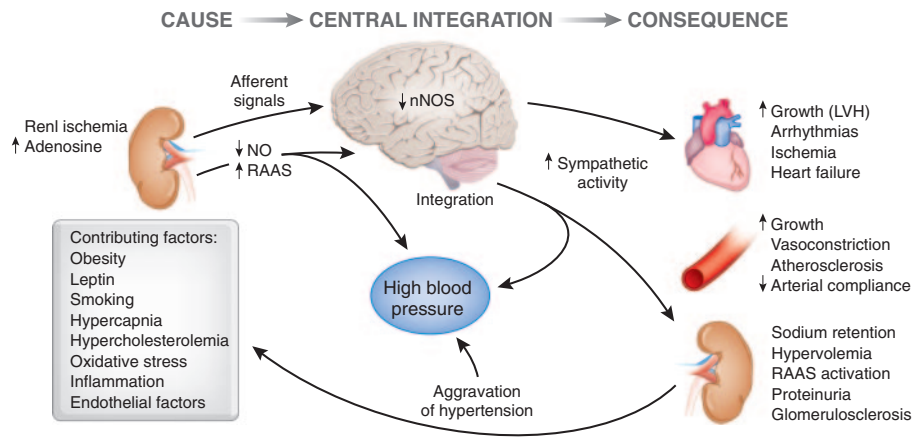 CAUSE → CENTRAL INTEGRATION → CONSEQUENCE
Afferent
signals
Renl ischemia
↑ Adenosine
↓ NO
↑ RAAS
↓ nNOS
Integration
↑ Sympathetic
activity
↑ Growth (LVH)
Arrhythmias
Ischemia
Heart failure
↑ Growth
Vasoconstriction
Atherosclerosis
↓ Arterial compliance
Contributing factors:
Obesity
Leptin
Smoking
Hypercapnia
Hypercholesterolemia
Oxidative stress
Inflammation
Endothelial factors
High blood
pressure
Aggravation
of hypertension
Sodium retention
Hypervolemia
RAAS activation
Proteinuria
Glomerulosclerosis